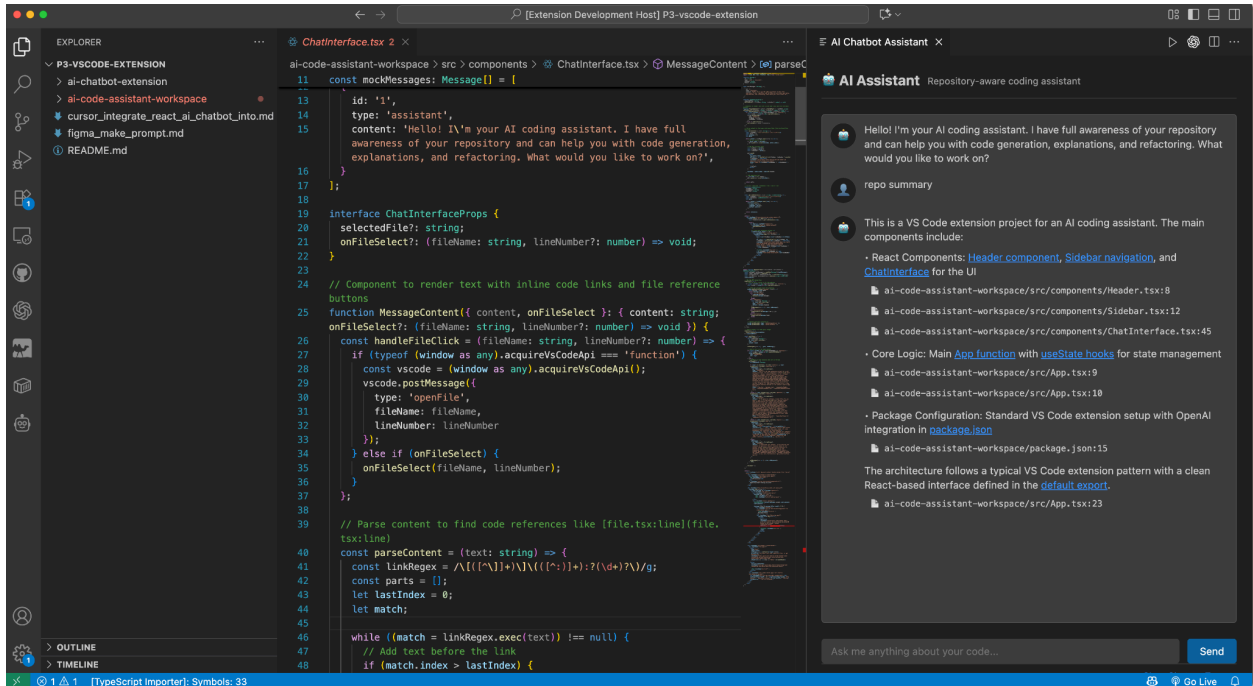 [Extension Development Host] P3-vscode-extension
EXPLORER
P3-VSCODE-EXTENSION
ai-chatbot-extension
ai-code-assistant-workspace
cursor_integrate_react_ai_chatbot_into.md
figma_make_prompt.md
README.md
OUTLINE
TIMELINE
ChatInterface.tsx 2
ai-code-assistant-workspace > src > components > ChatInterface.tsx > MessageContent > parseC
11 const mockMessages: Message[] = [
13 id: '1',
14 type: 'assistant',
15 content: 'Hello! I\'m your AI coding assistant. I have full
awareness of your repository and can help you with code generation,
explanations, and refactoring. What would you like to work on?',
16 }
17 ];
18
19 interface ChatInterfaceProps {
20 selectedFile?: string;
21 onFileSelect?: (fileName: string, lineNumber?: number) => void;
22 }
23
24 // Component to render text with inline code links and file reference
buttons
25 function MessageContent({ content, onFileSelect }: { content: string;
onFileSelect?: (fileName: string, lineNumber?: number) => void }) {
26 const handleFileClick = (fileName: string, lineNumber?: number) => {
27 if (typeof (window as any).acquireVsCodeApi === 'function') {
28 const vscode = (window as any).acquireVsCodeApi();
29 vscode.postMessage({
30 type: 'openFile',
31 fileName: fileName,
32 lineNumber: lineNumber
33 });
34 } else if (onFileSelect) {
35 onFileSelect(fileName, lineNumber);
36 }
37 };
38
39 // Parse content to find code references like [file.tsx:line](file.
tsx:line)
40 const parseContent = (text: string) => {
41 const linkRegex = /\[([^\]]+)\]\(([^:)]+):?(\d+)?\)/g;
42 const parts = [];
43 let lastIndex = 0;
44 let match;
45
46 while ((match = linkRegex.exec(text)) !== null) {
47 // Add text before the link
48 if (match.index > lastIndex) {
AI Chatbot Assistant
AI Assistant Repository-aware coding assistant
Hello! I'm your AI coding assistant. I have full awareness of your repository
and can help you with code generation, explanations, and refactoring. What
would you like to work on?
repo summary
This is a VS Code extension project for an AI coding assistant. The main
components include:
• React Components: Header component, Sidebar navigation, and
ChatInterface for the UI
ai-code-assistant-workspace/src/components/Header.tsx:8
ai-code-assistant-workspace/src/components/Sidebar.tsx:12
ai-code-assistant-workspace/src/components/ChatInterface.tsx:45
• Core Logic: Main App function with useState hooks for state management
ai-code-assistant-workspace/src/App.tsx:9
ai-code-assistant-workspace/src/App.tsx:10
• Package Configuration: Standard VS Code extension setup with OpenAI
integration in package.json
ai-code-assistant-workspace/package.json:15
The architecture follows a typical VS Code extension pattern with a clean
React-based interface defined in the default export.
ai-code-assistant-workspace/src/App.tsx:23
Ask me anything about your code...
Send
1 1 [TypeScript Importer]: Symbols: 33
Go Live